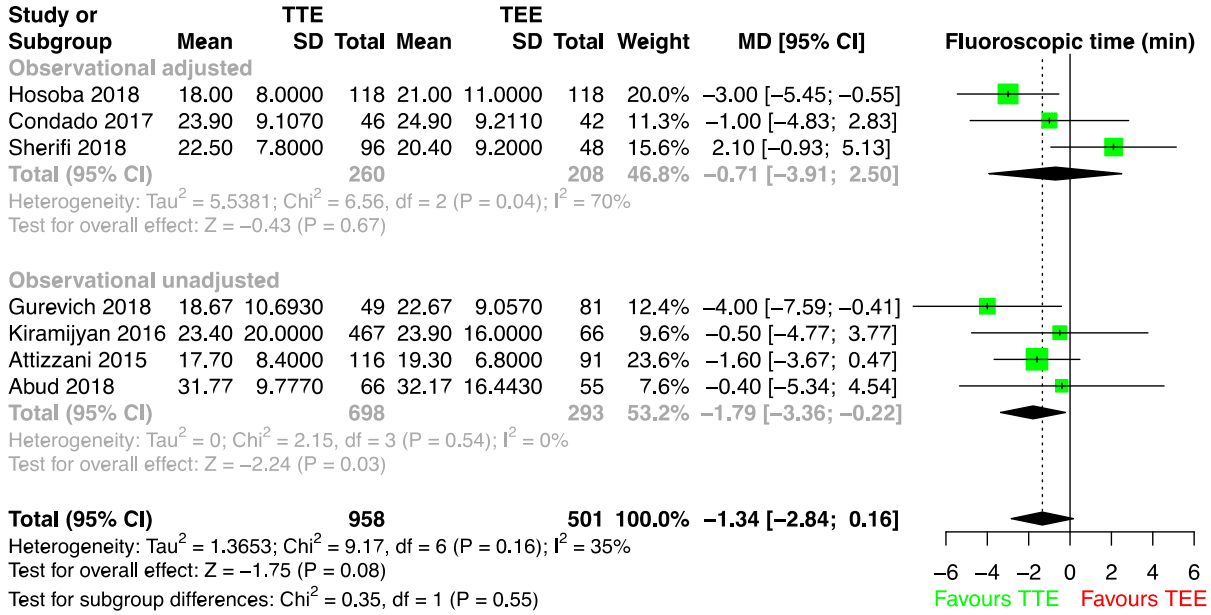 Study or TTE TEE
Subgroup Mean SD Total Mean SD Total Weight MD [95% CI] Fluoroscopic time (min)
Observational adjusted
Hosoba 2018 18.00 8.0000 118 21.00 11.0000 118 20.0% −3.00 [−5.45; −0.55]
Condado 2017 23.90 9.1070 46 24.90 9.2110 42 11.3% −1.00 [−4.83; 2.83]
Sherifi 2018 22.50 7.8000 96 20.40 9.2000 48 15.6% 2.10 [−0.93; 5.13]
Total (95% CI) 260 208 46.8% −0.71 [−3.91; 2.50]
Heterogeneity: Tau² = 5.5381; Chi² = 6.56, df = 2 (P = 0.04); I² = 70%
Test for overall effect: Z = −0.43 (P = 0.67)
Observational unadjusted
Gurevich 2018 18.67 10.6930 49 22.67 9.0570 81 12.4% −4.00 [−7.59; −0.41]
Kiramijyan 2016 23.40 20.0000 467 23.90 16.0000 66 9.6% −0.50 [−4.77; 3.77]
Attizzani 2015 17.70 8.4000 116 19.30 6.8000 91 23.6% −1.60 [−3.67; 0.47]
Abud 2018 31.77 9.7770 66 32.17 16.4430 55 7.6% −0.40 [−5.34; 4.54]
Total (95% CI) 698 293 53.2% −1.79 [−3.36; −0.22]
Heterogeneity: Tau² = 0; Chi² = 2.15, df = 3 (P = 0.54); I² = 0%
Test for overall effect: Z = −2.24 (P = 0.03)
Total (95% CI) 958 501 100.0% −1.34 [−2.84; 0.16]
Heterogeneity: Tau² = 1.3653; Chi² = 9.17, df = 6 (P = 0.16); I² = 35%
Test for overall effect: Z = −1.75 (P = 0.08)
Test for subgroup differences: Chi² = 0.35, df = 1 (P = 0.55)
−6 −4 −2 0 2 4 6
Favours TTE Favours TEE